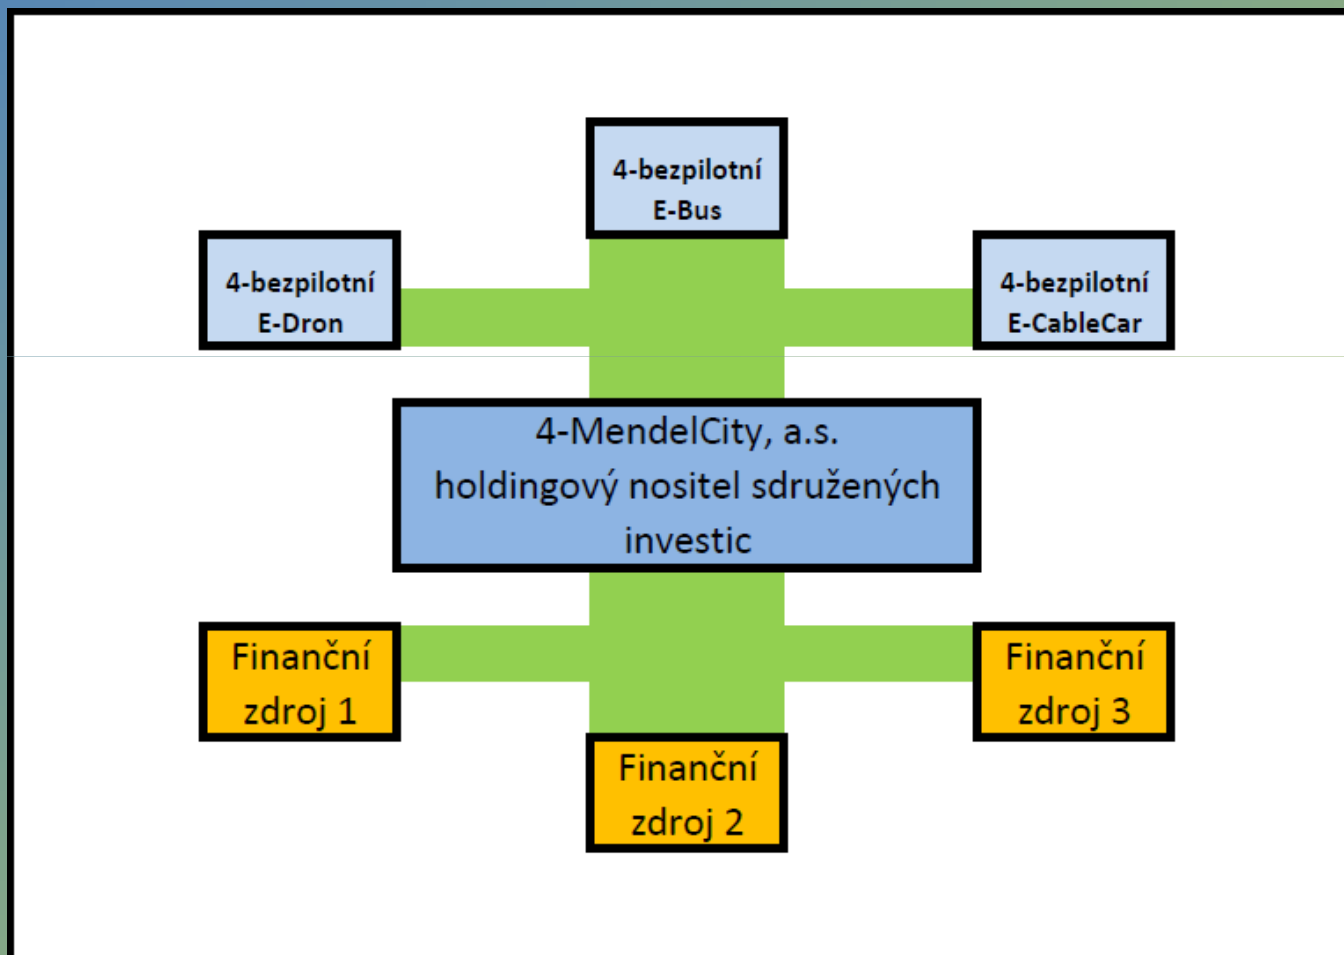 4-bezpilotní
E-Bus
4-bezpilotní
E-Dron
4-bezpilotní
E-CableCar
4-MendelCity, a.s.
holdingový nositel sdružených
investic
Finanční
zdroj 1
Finanční
zdroj 3
Finanční
zdroj 2